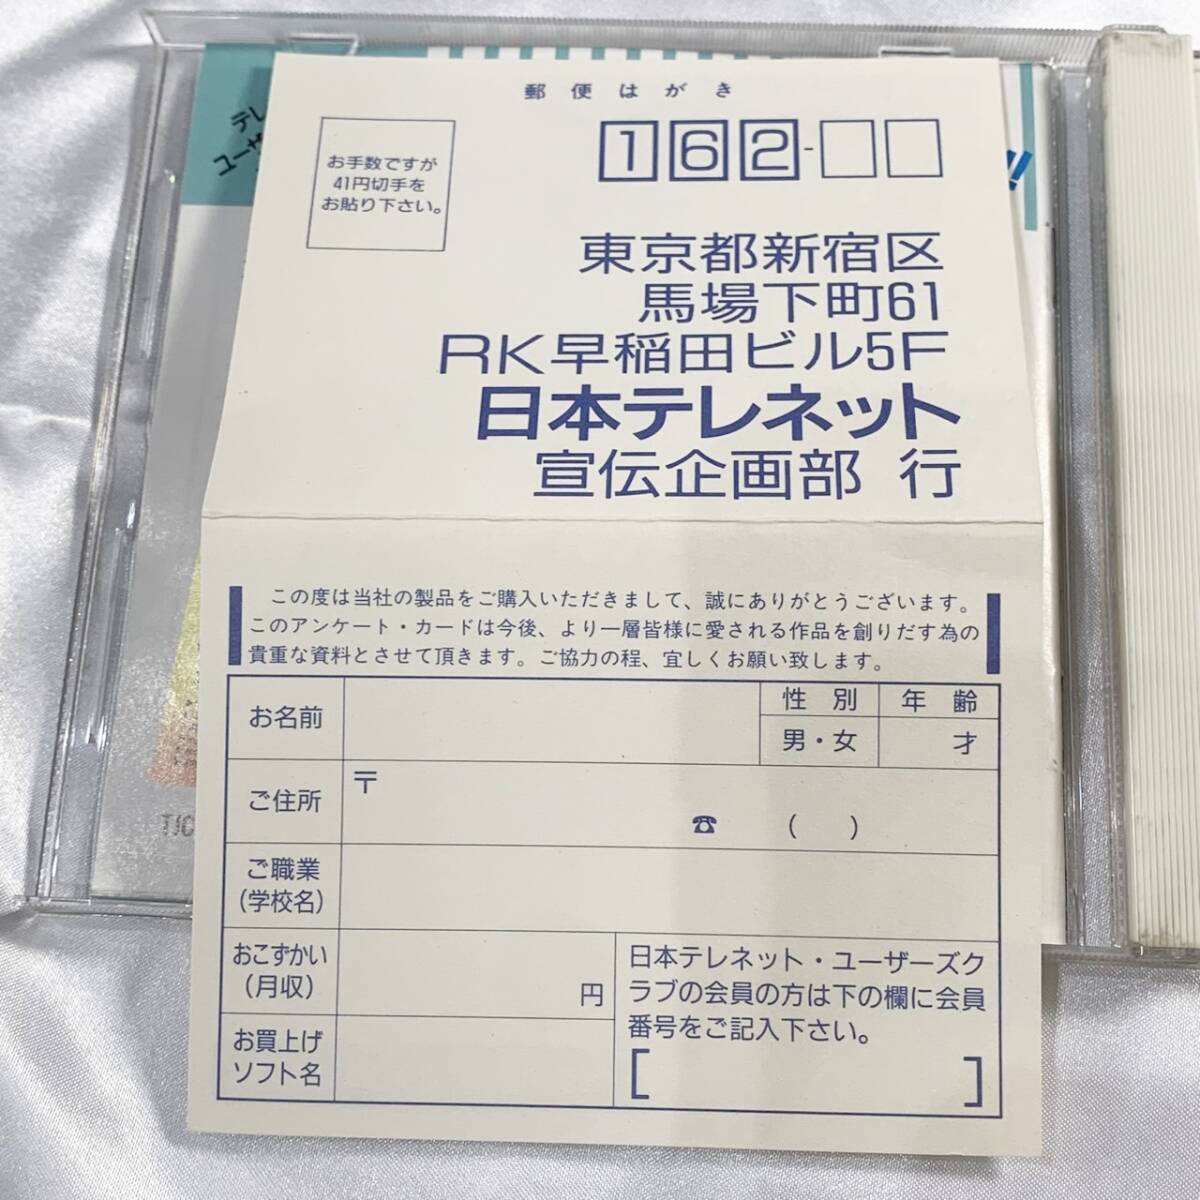 郵便はがき
お手数ですが
41円切手を
お貼り下さい。
162-□□
東京都新宿区
馬場下町61
RK早稲田ビル5F
日本テレネット
宣伝企画部 行
この度は当社の製品をご購入いただきまして、誠にありがとうございます。
このアンケート・カードは今後、より一層皆様に愛される作品を創りだす為の
貴重な資料とさせて頂きます。ご協力の程、宜しくお願い致します。
お名前
性 別
年 齢
男・女
才
ご住所
〒
☎ ( )
ご職業
(学校名)
おこずかい
(月収)
円
お買上げ
ソフト名
日本テレネット・ユーザーズク
ラブの会員の方は下の欄に会員
番号をご記入下さい。
[ ]
テレ
ユーザ
!!
TJC